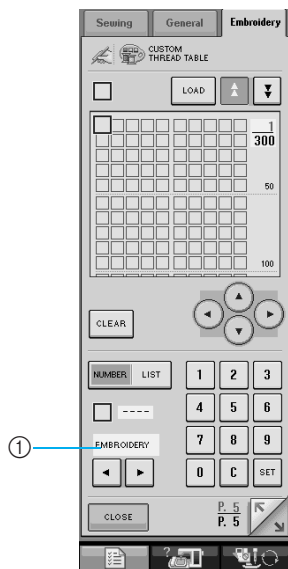 Sewing General Embroidery
CUSTOM
THREAD TABLE
LOAD
1
300
50
100
CLEAR
NUMBER LIST 1 2 3
---- 4 5 6
① EMBROIDERY 7 8 9
0 C SET
CLOSE P. 5
P. 5
?